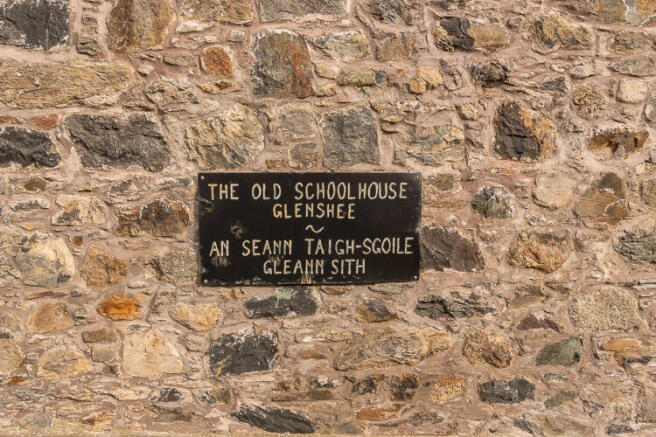 THE OLD SCHOOLHOUSE
GLENSHEE
~
AN SEANN TAIGH-SGOILE
GLEANN SITH